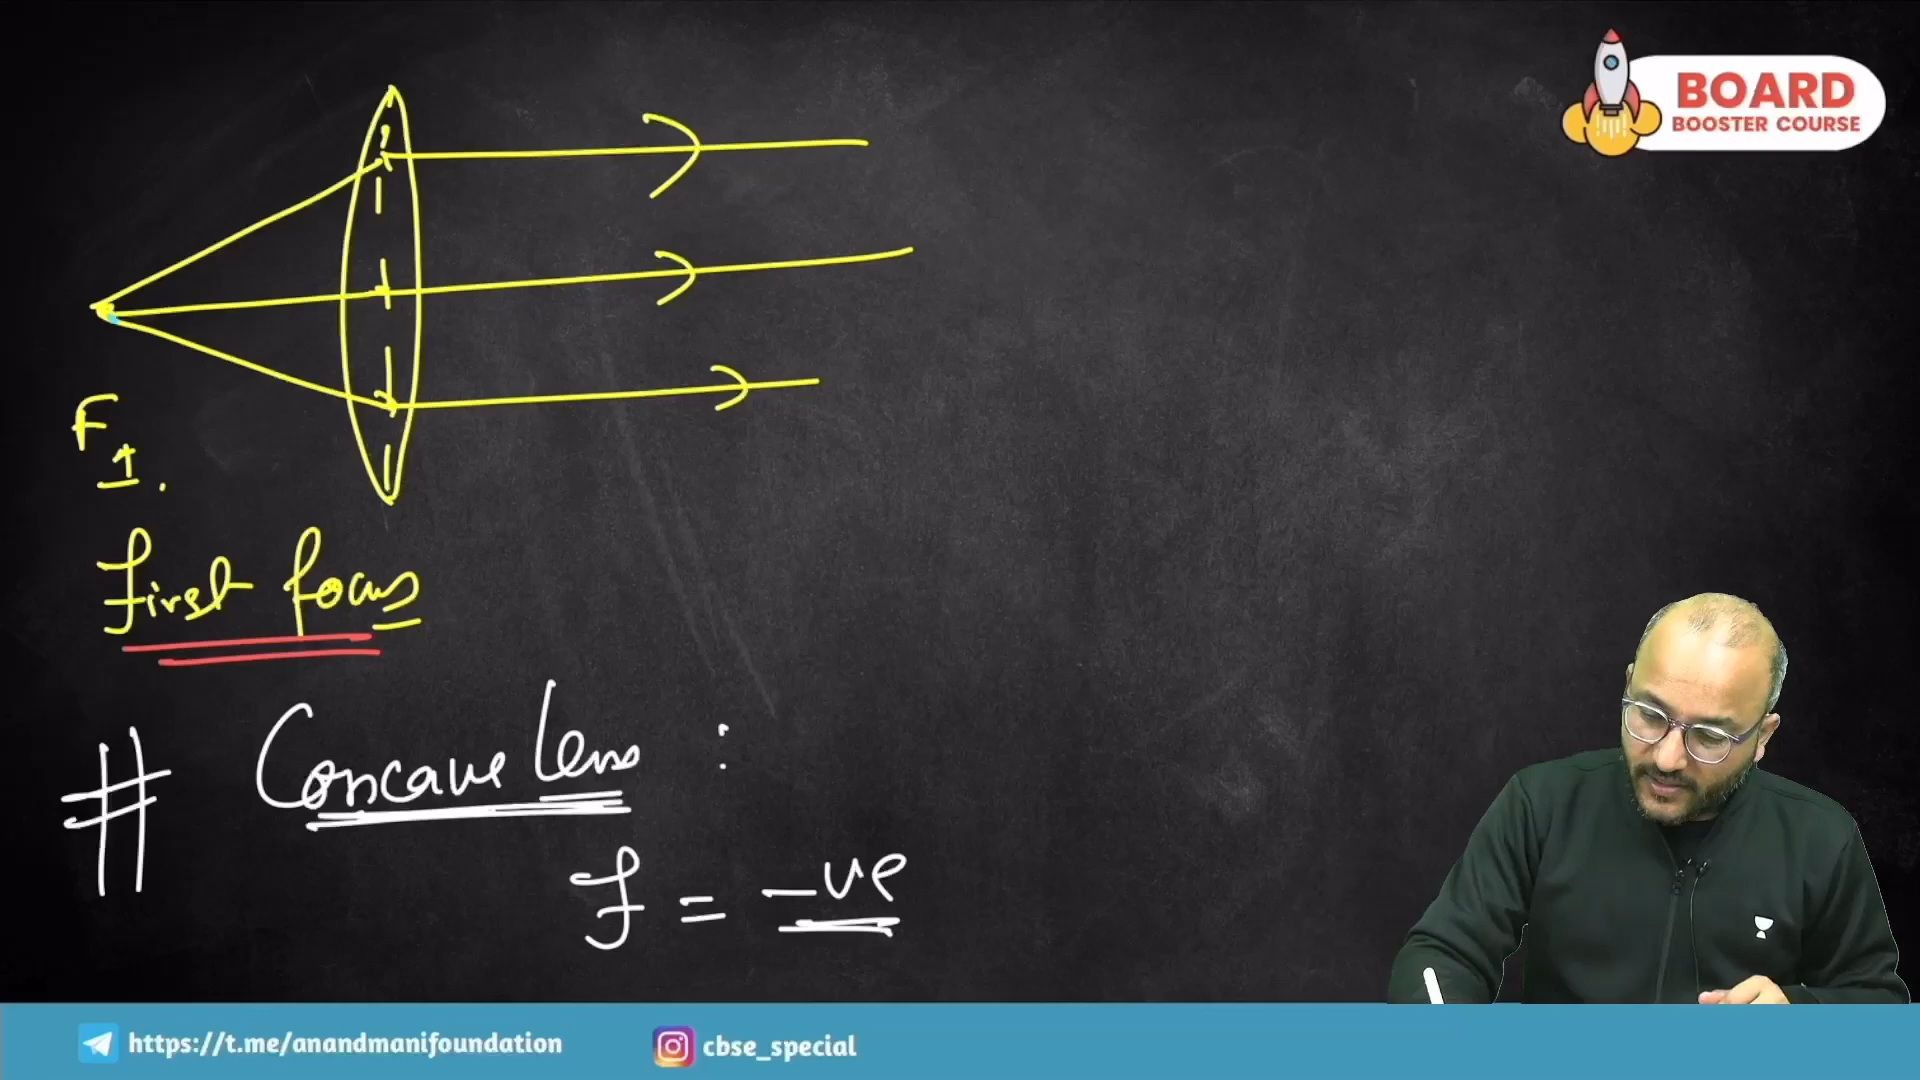 BOARD
BOOSTER COURSE
F1.
First focus
# Concave Lens :
f = -ve
https://t.me/anandmanifoundation
cbse_special